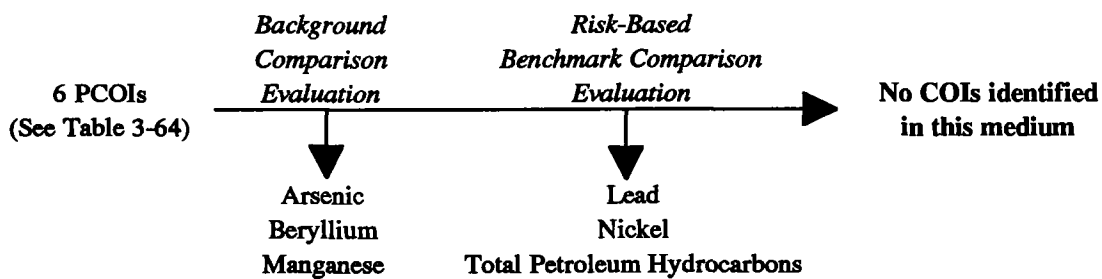 Background
Comparison
Evaluation
Risk-Based
Benchmark Comparison
Evaluation
6 PCOIs
(See Table 3-64)
No COIs identified
in this medium
Arsenic
Beryllium
Manganese
Lead
Nickel
Total Petroleum Hydrocarbons